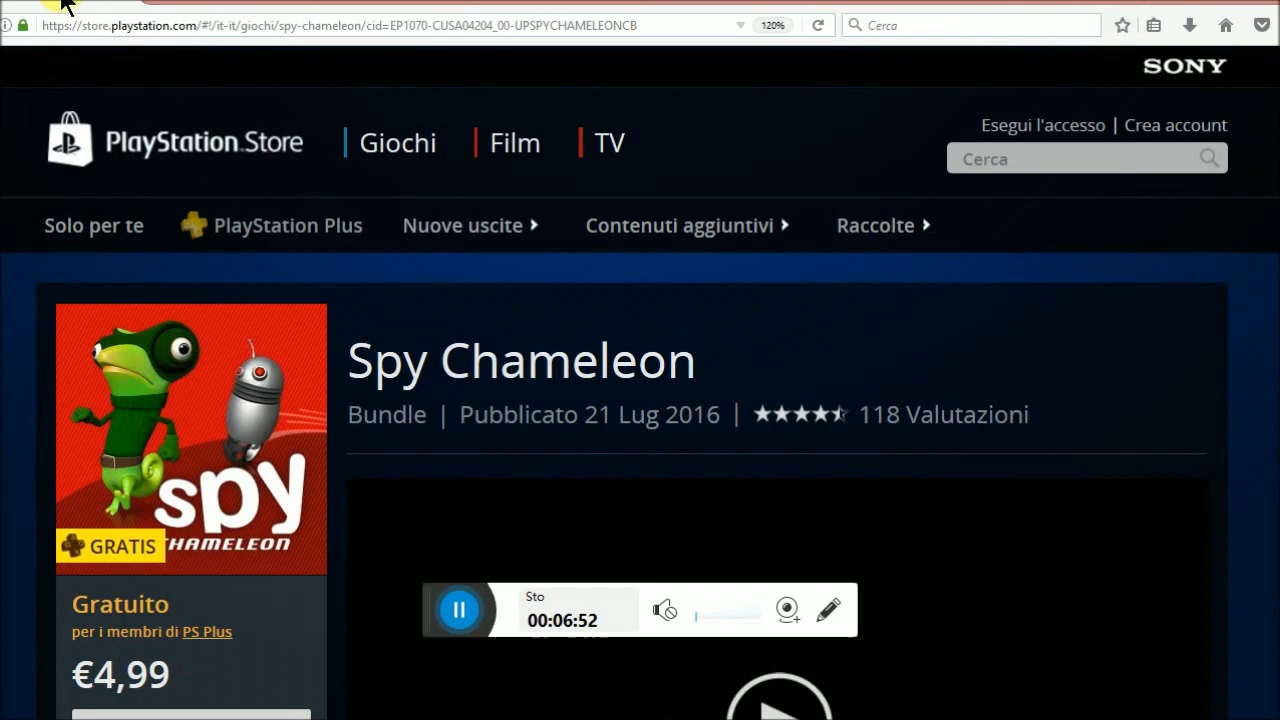 https://store.playstation.com/#!/it-it/giochi/spy-chameleon/cid=EP1070-CUSA04204_00-UPSPYCHAMELEONCB
120%
Cerca
SONY
PlayStation.Store
Giochi
Film
TV
Esegui l'accesso | Crea account
Cerca
Solo per te
PlayStation Plus
Nuove uscite
Contenuti aggiuntivi
Raccolte
Spy Chameleon
Bundle | Pubblicato 21 Lug 2016 | 118 Valutazioni
spy
CHAMELEON
GRATIS
Gratuito
per i membri di PS Plus
€4,99
Sto
00:06:52